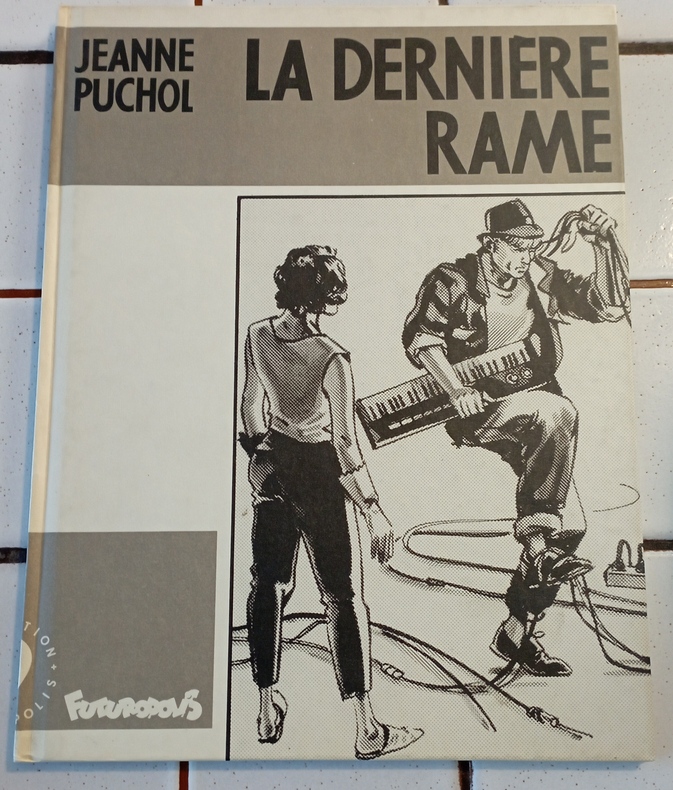 JEANNE
PUCHOL
LA DERNIÈRE
RAME
FUTUROPOLIS